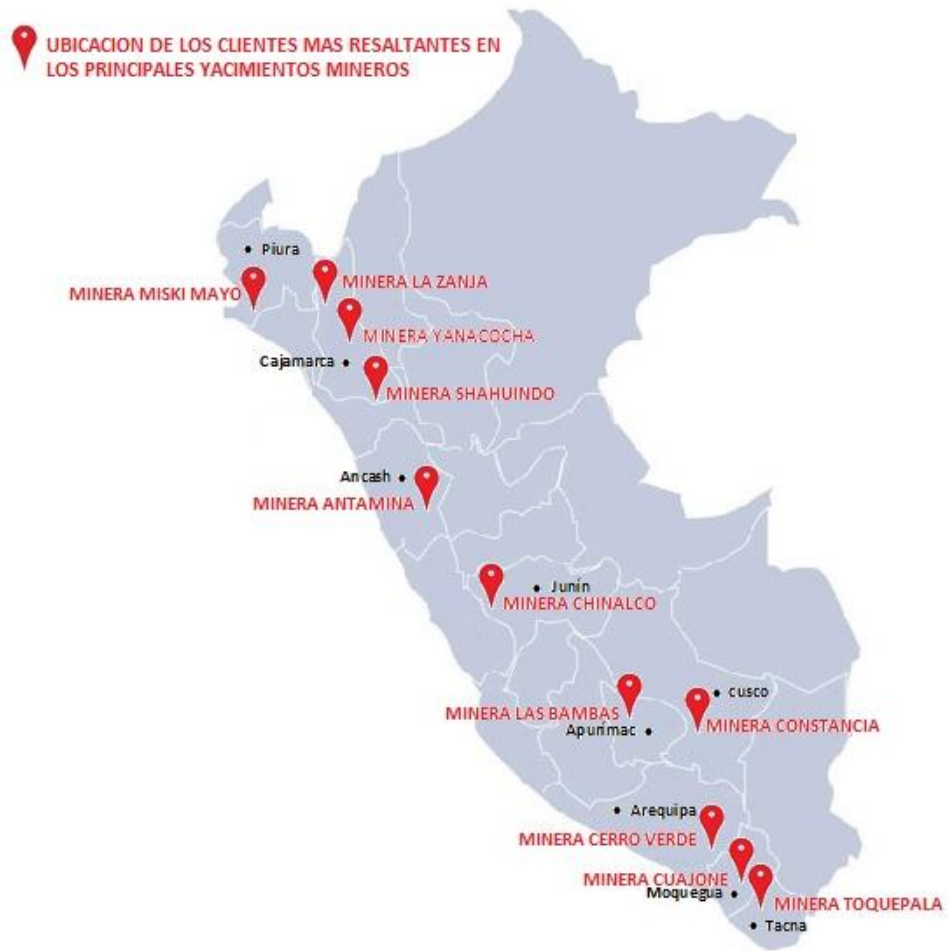 UBICACION DE LOS CLIENTES MAS RESALTANTES EN
LOS PRINCIPALES YACIMIENTOS MINEROS
Piura
MINERA LA ZANJA
MINERA MISKI MAYO
MINERA YANACOCHA
Cajamarca
MINERA SHAHUINDO
Ancash
MINERA ANTAMINA
Junín
MINERA CHINALCO
cusco
MINERA LAS BAMBAS
MINERA CONSTANCIA
Apurímac
Arequipa
MINERA CERRO VERDE
MINERA CUAJONE
Moquegua
MINERA TOQUEPALA
Tacna